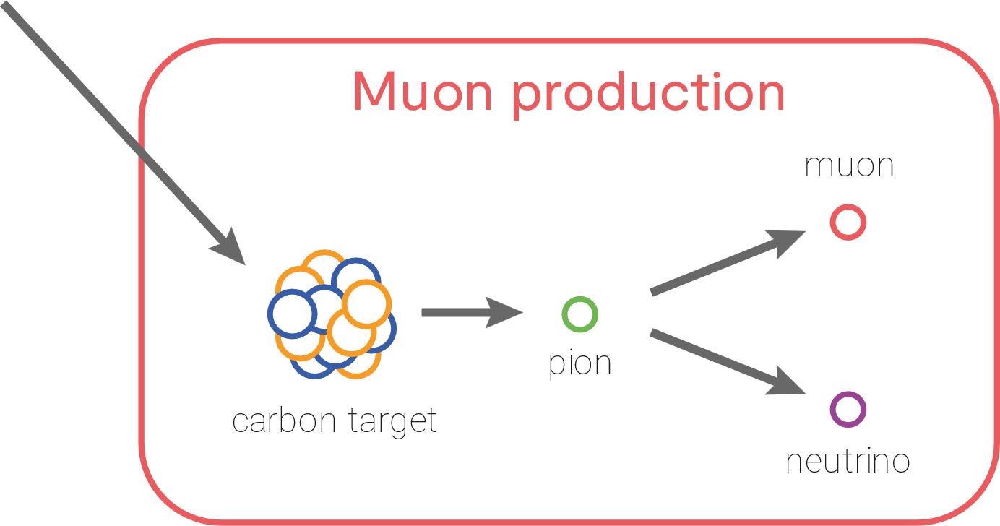 Muon production
muon
pion
carbon target
neutrino